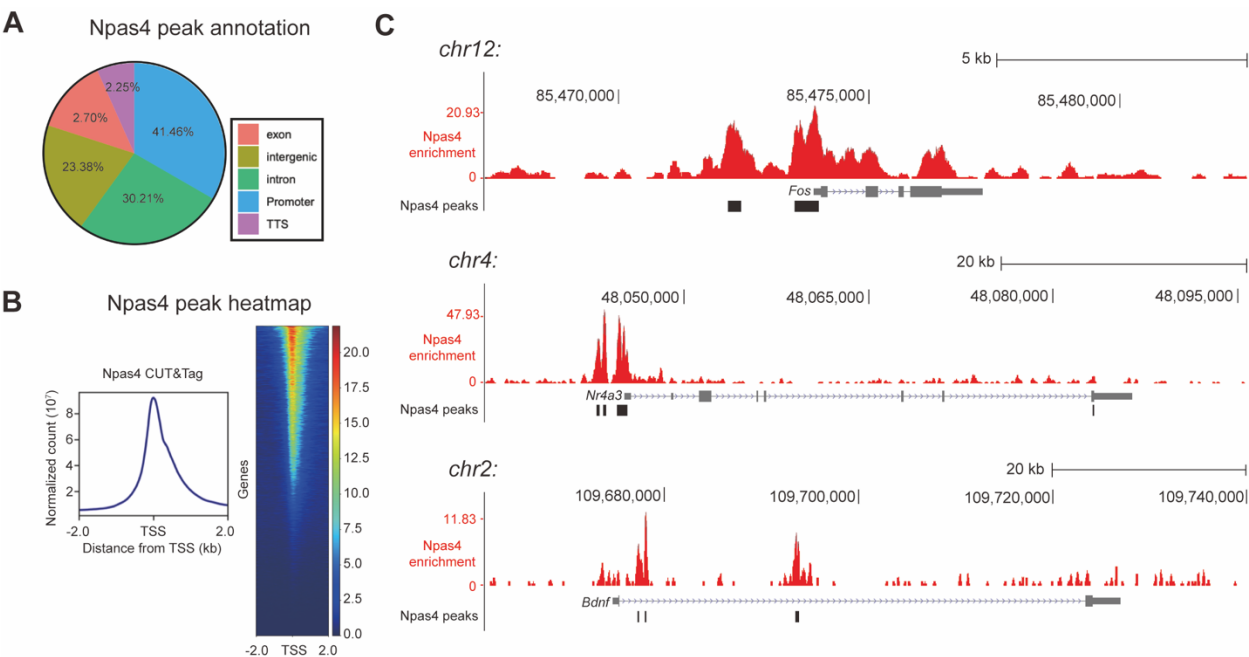 A
Npas4 peak annotation
2.25%
2.70%
41.46%
23.38%
30.21%
exon
intergenic
intron
Promoter
TTS
B
Npas4 peak heatmap
Npas4 CUT&Tag
Normalized count (10⁷)
8
6
4
2
-2.0
TSS
2.0
Distance from TSS (kb)
Genes
20.0
17.5
15.0
12.5
10.0
7.5
5.0
2.5
0.0
-2.0 TSS 2.0
C
chr12:
5 kb
85,470,000
85,475,000
85,480,000
20.93
Npas4
enrichment
0
Fos
Npas4 peaks
chr4:
20 kb
48,050,000
48,065,000
48,080,000
48,095,000
47.93
Npas4
enrichment
0
Nr4a3
Npas4 peaks
chr2:
20 kb
109,680,000
109,700,000
109,720,000
109,740,000
11.83
Npas4
enrichment
0
Bdnf
Npas4 peaks